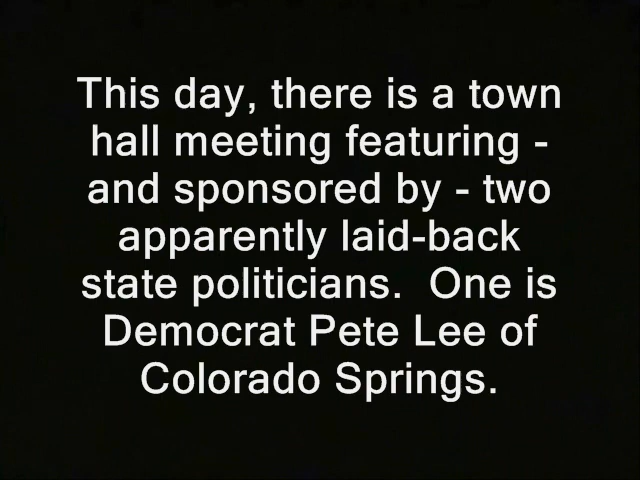 This day, there is a town
hall meeting featuring -
and sponsored by - two
apparently laid-back
state politicians.  One is
Democrat Pete Lee of
Colorado Springs.